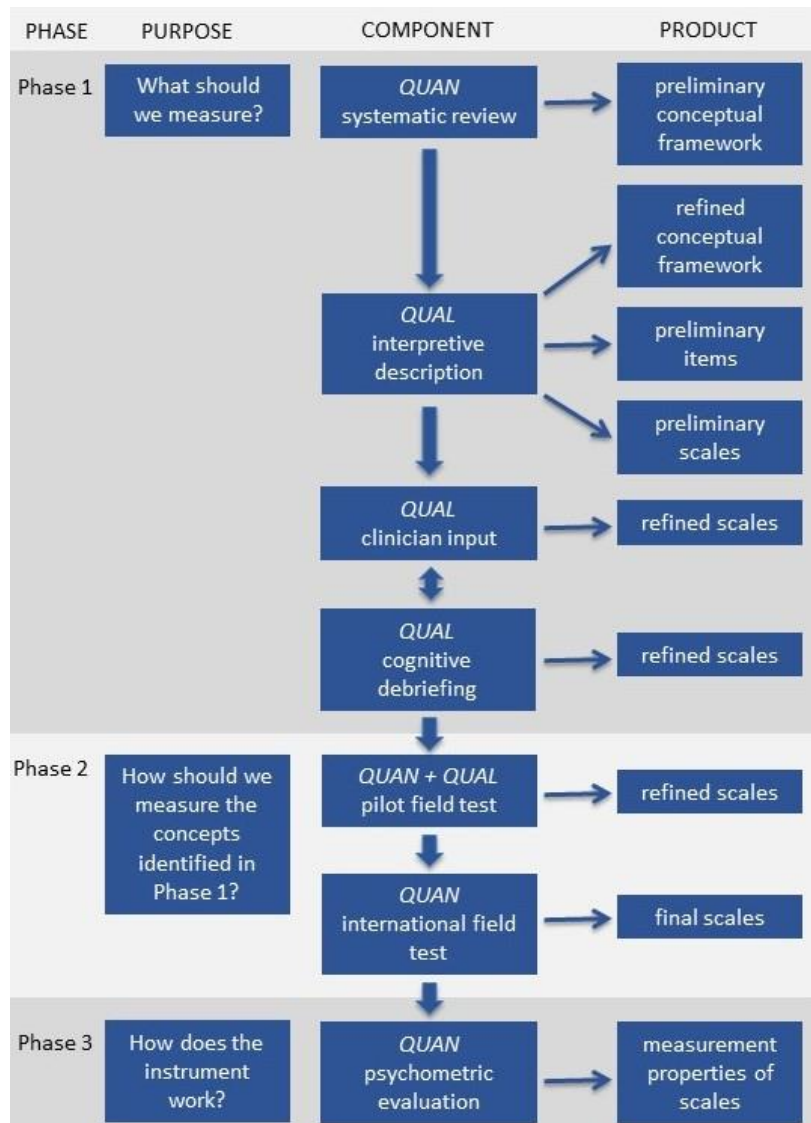 PHASE PURPOSE COMPONENT PRODUCT
Phase 1
What should
we measure?
QUAN
systematic review
preliminary
conceptual
framework
refined
conceptual
framework
QUAL
interpretive
description
preliminary
items
preliminary
scales
QUAL
clinician input
refined scales
QUAL
cognitive
debriefing
refined scales
Phase 2
How should we
measure the
concepts
identified in
Phase 1?
QUAN + QUAL
pilot field test
refined scales
QUAN
international field
test
final scales
Phase 3
How does the
instrument
work?
QUAN
psychometric
evaluation
measurement
properties of
scales